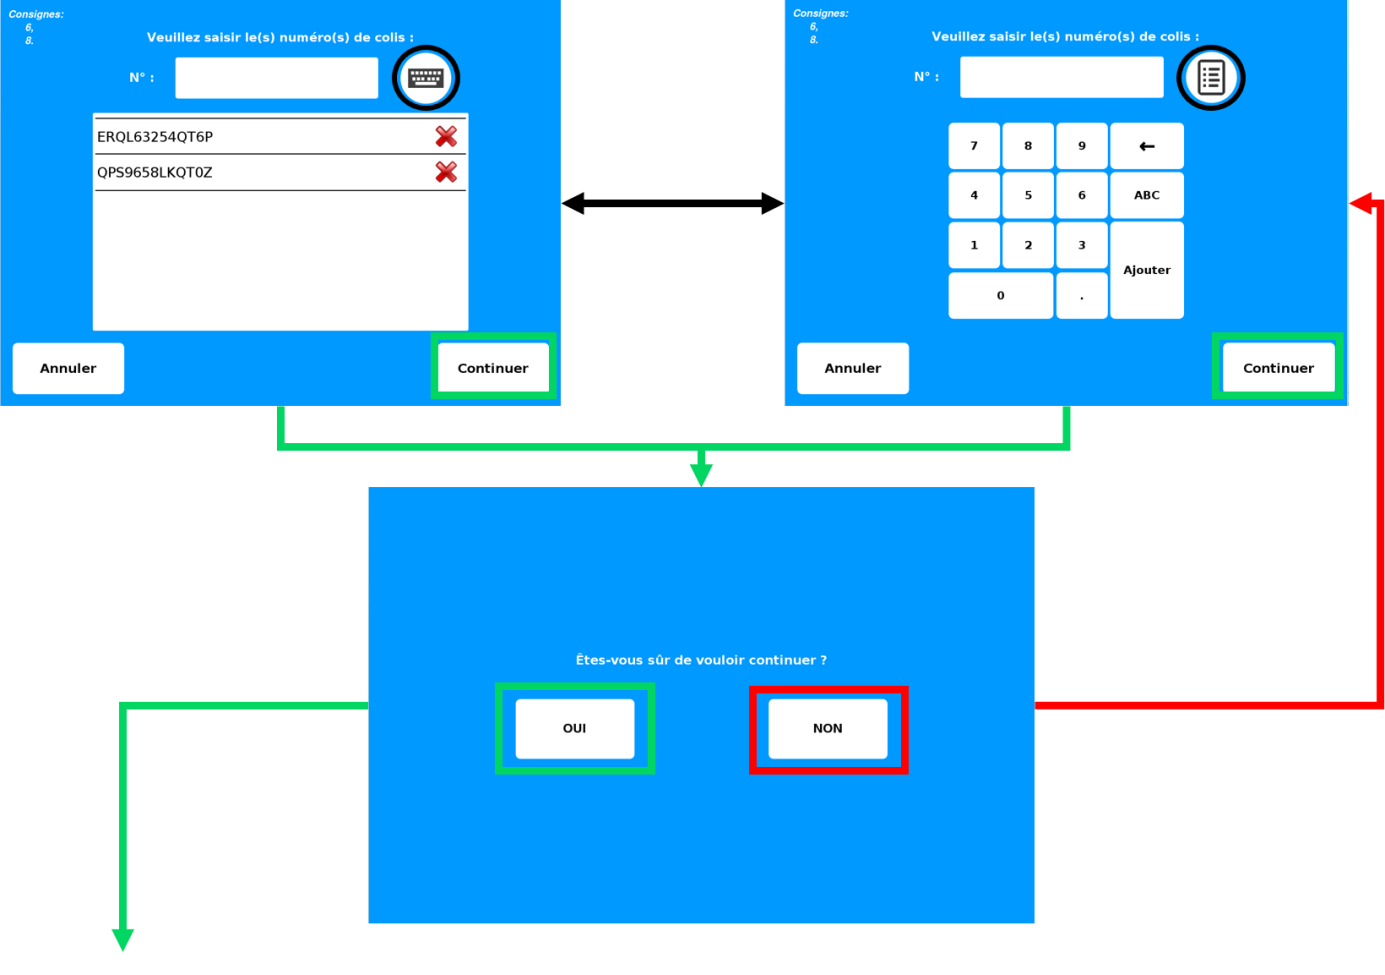 Consignes:
6,
8.
Veuillez saisir le(s) numéro(s) de colis :
N° :
ERQL63254QT6P
QPS9658LKQT0Z
Annuler
Continuer
Consignes:
6,
8.
Veuillez saisir le(s) numéro(s) de colis :
N° :
7 8 9 ←
4 5 6 ABC
1 2 3
Ajouter
0 .
Annuler
Continuer
Êtes-vous sûr de vouloir continuer ?
OUI
NON